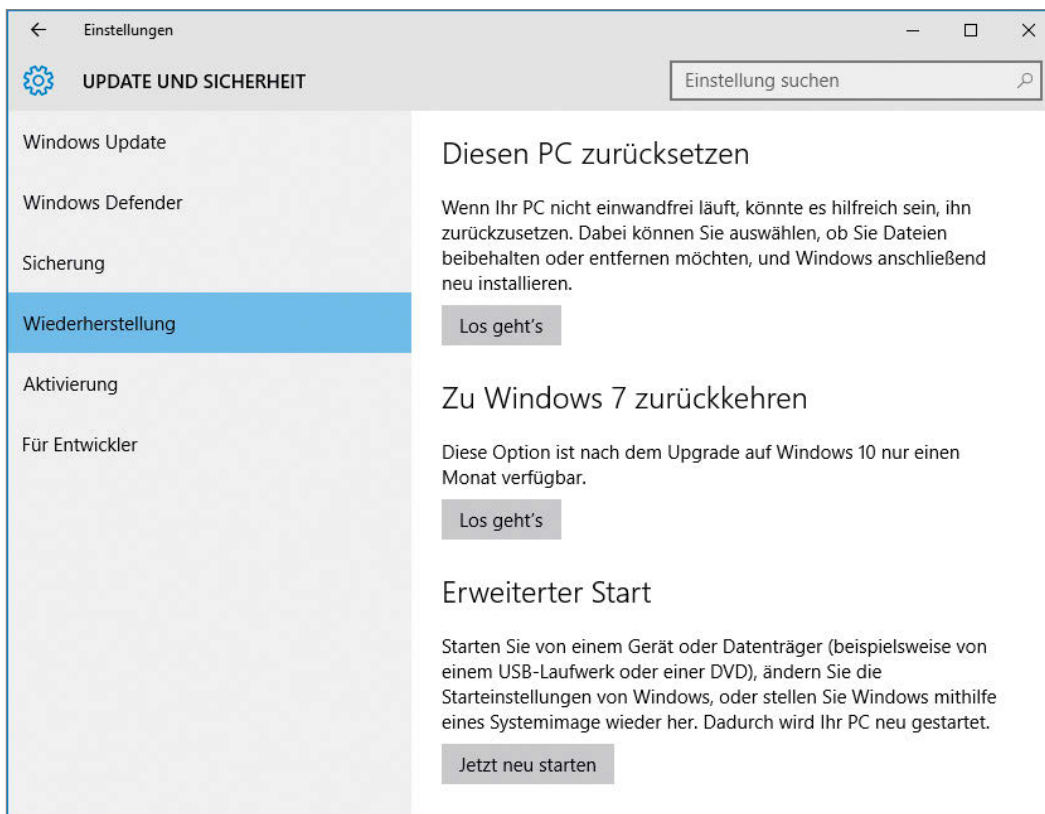 Einstellungen
UPDATE UND SICHERHEIT
Einstellung suchen
Windows Update
Windows Defender
Sicherung
Wiederherstellung
Aktivierung
Für Entwickler
Diesen PC zurücksetzen
Wenn Ihr PC nicht einwandfrei läuft, könnte es hilfreich sein, ihn
zurückzusetzen. Dabei können Sie auswählen, ob Sie Dateien
beibehalten oder entfernen möchten, und Windows anschließend
neu installieren.
Los geht's
Zu Windows 7 zurückkehren
Diese Option ist nach dem Upgrade auf Windows 10 nur einen
Monat verfügbar.
Los geht's
Erweiterter Start
Starten Sie von einem Gerät oder Datenträger (beispielsweise von
einem USB-Laufwerk oder einer DVD), ändern Sie die
Starteinstellungen von Windows, oder stellen Sie Windows mithilfe
eines Systemimage wieder her. Dadurch wird Ihr PC neu gestartet.
Jetzt neu starten